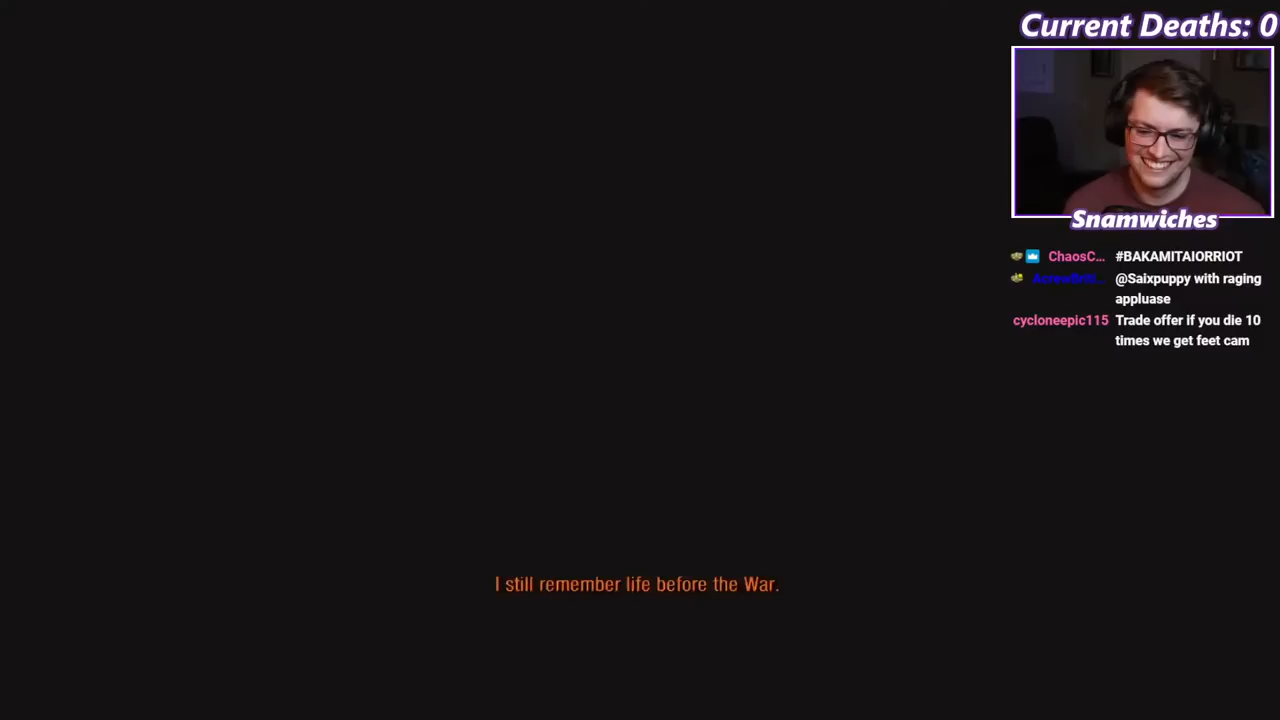 Current Deaths: 0
Snamwiches
ChaosC... #BAKAMITAIORRIOT
@Saixpuppy with raging
appluase
cycloneepic115 Trade offer if you die 10
times we get feet cam
I still remember life before the War.